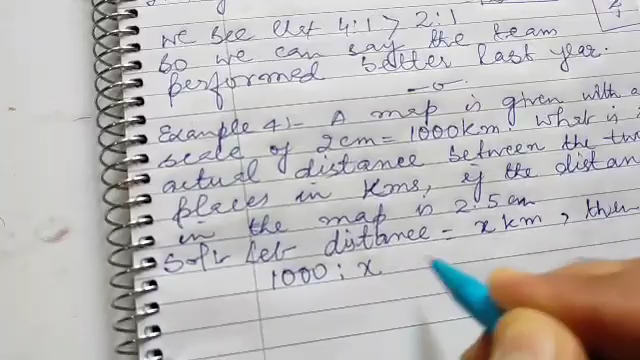 we see that 4:1 > 2:1
so we can say the team
performed better last year.
Example 4:- A map is given with a
scale of 2cm = 1000km. what is
actual distance between the two
places in kms, if the distan
in the map is 2.5cm
Sol:- Let distance = x km, then
1000 : x